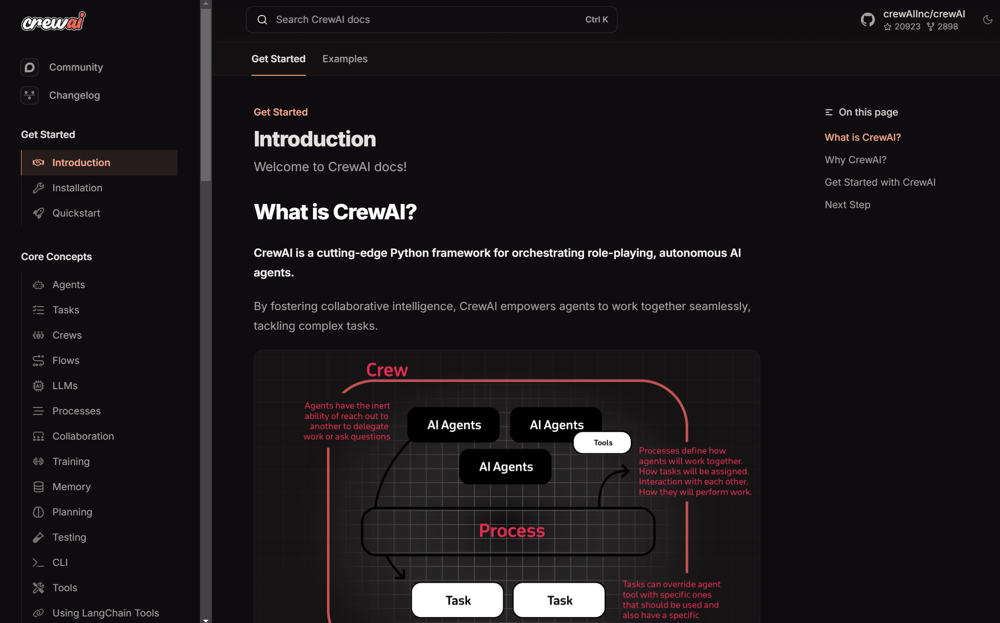 crewai
Search CrewAI docs
Ctrl K
crewAIInc/crewAI
20923 2898
Community
Changelog
Get Started
Introduction
Installation
Quickstart
Core Concepts
Agents
Tasks
Crews
Flows
LLMs
Processes
Collaboration
Training
Memory
Planning
Testing
CLI
Tools
Using LangChain Tools
Get Started
Examples
Get Started
Introduction
Welcome to CrewAI docs!
What is CrewAI?
CrewAI is a cutting-edge Python framework for orchestrating role-playing, autonomous AI
agents.
By fostering collaborative intelligence, CrewAI empowers agents to work together seamlessly,
tackling complex tasks.
Crew
Agents have the inert
ability of reach out to
another to delegate
work or ask questions
AI Agents
AI Agents
Tools
AI Agents
Processes define how
agents will work together.
How tasks will be assigned.
Interaction with each other.
How they will perform work.
Process
Task
Task
Tasks can override agent
tool with specific ones
that should be used and
also have a specific
On this page
What is CrewAI?
Why CrewAI?
Get Started with CrewAI
Next Step